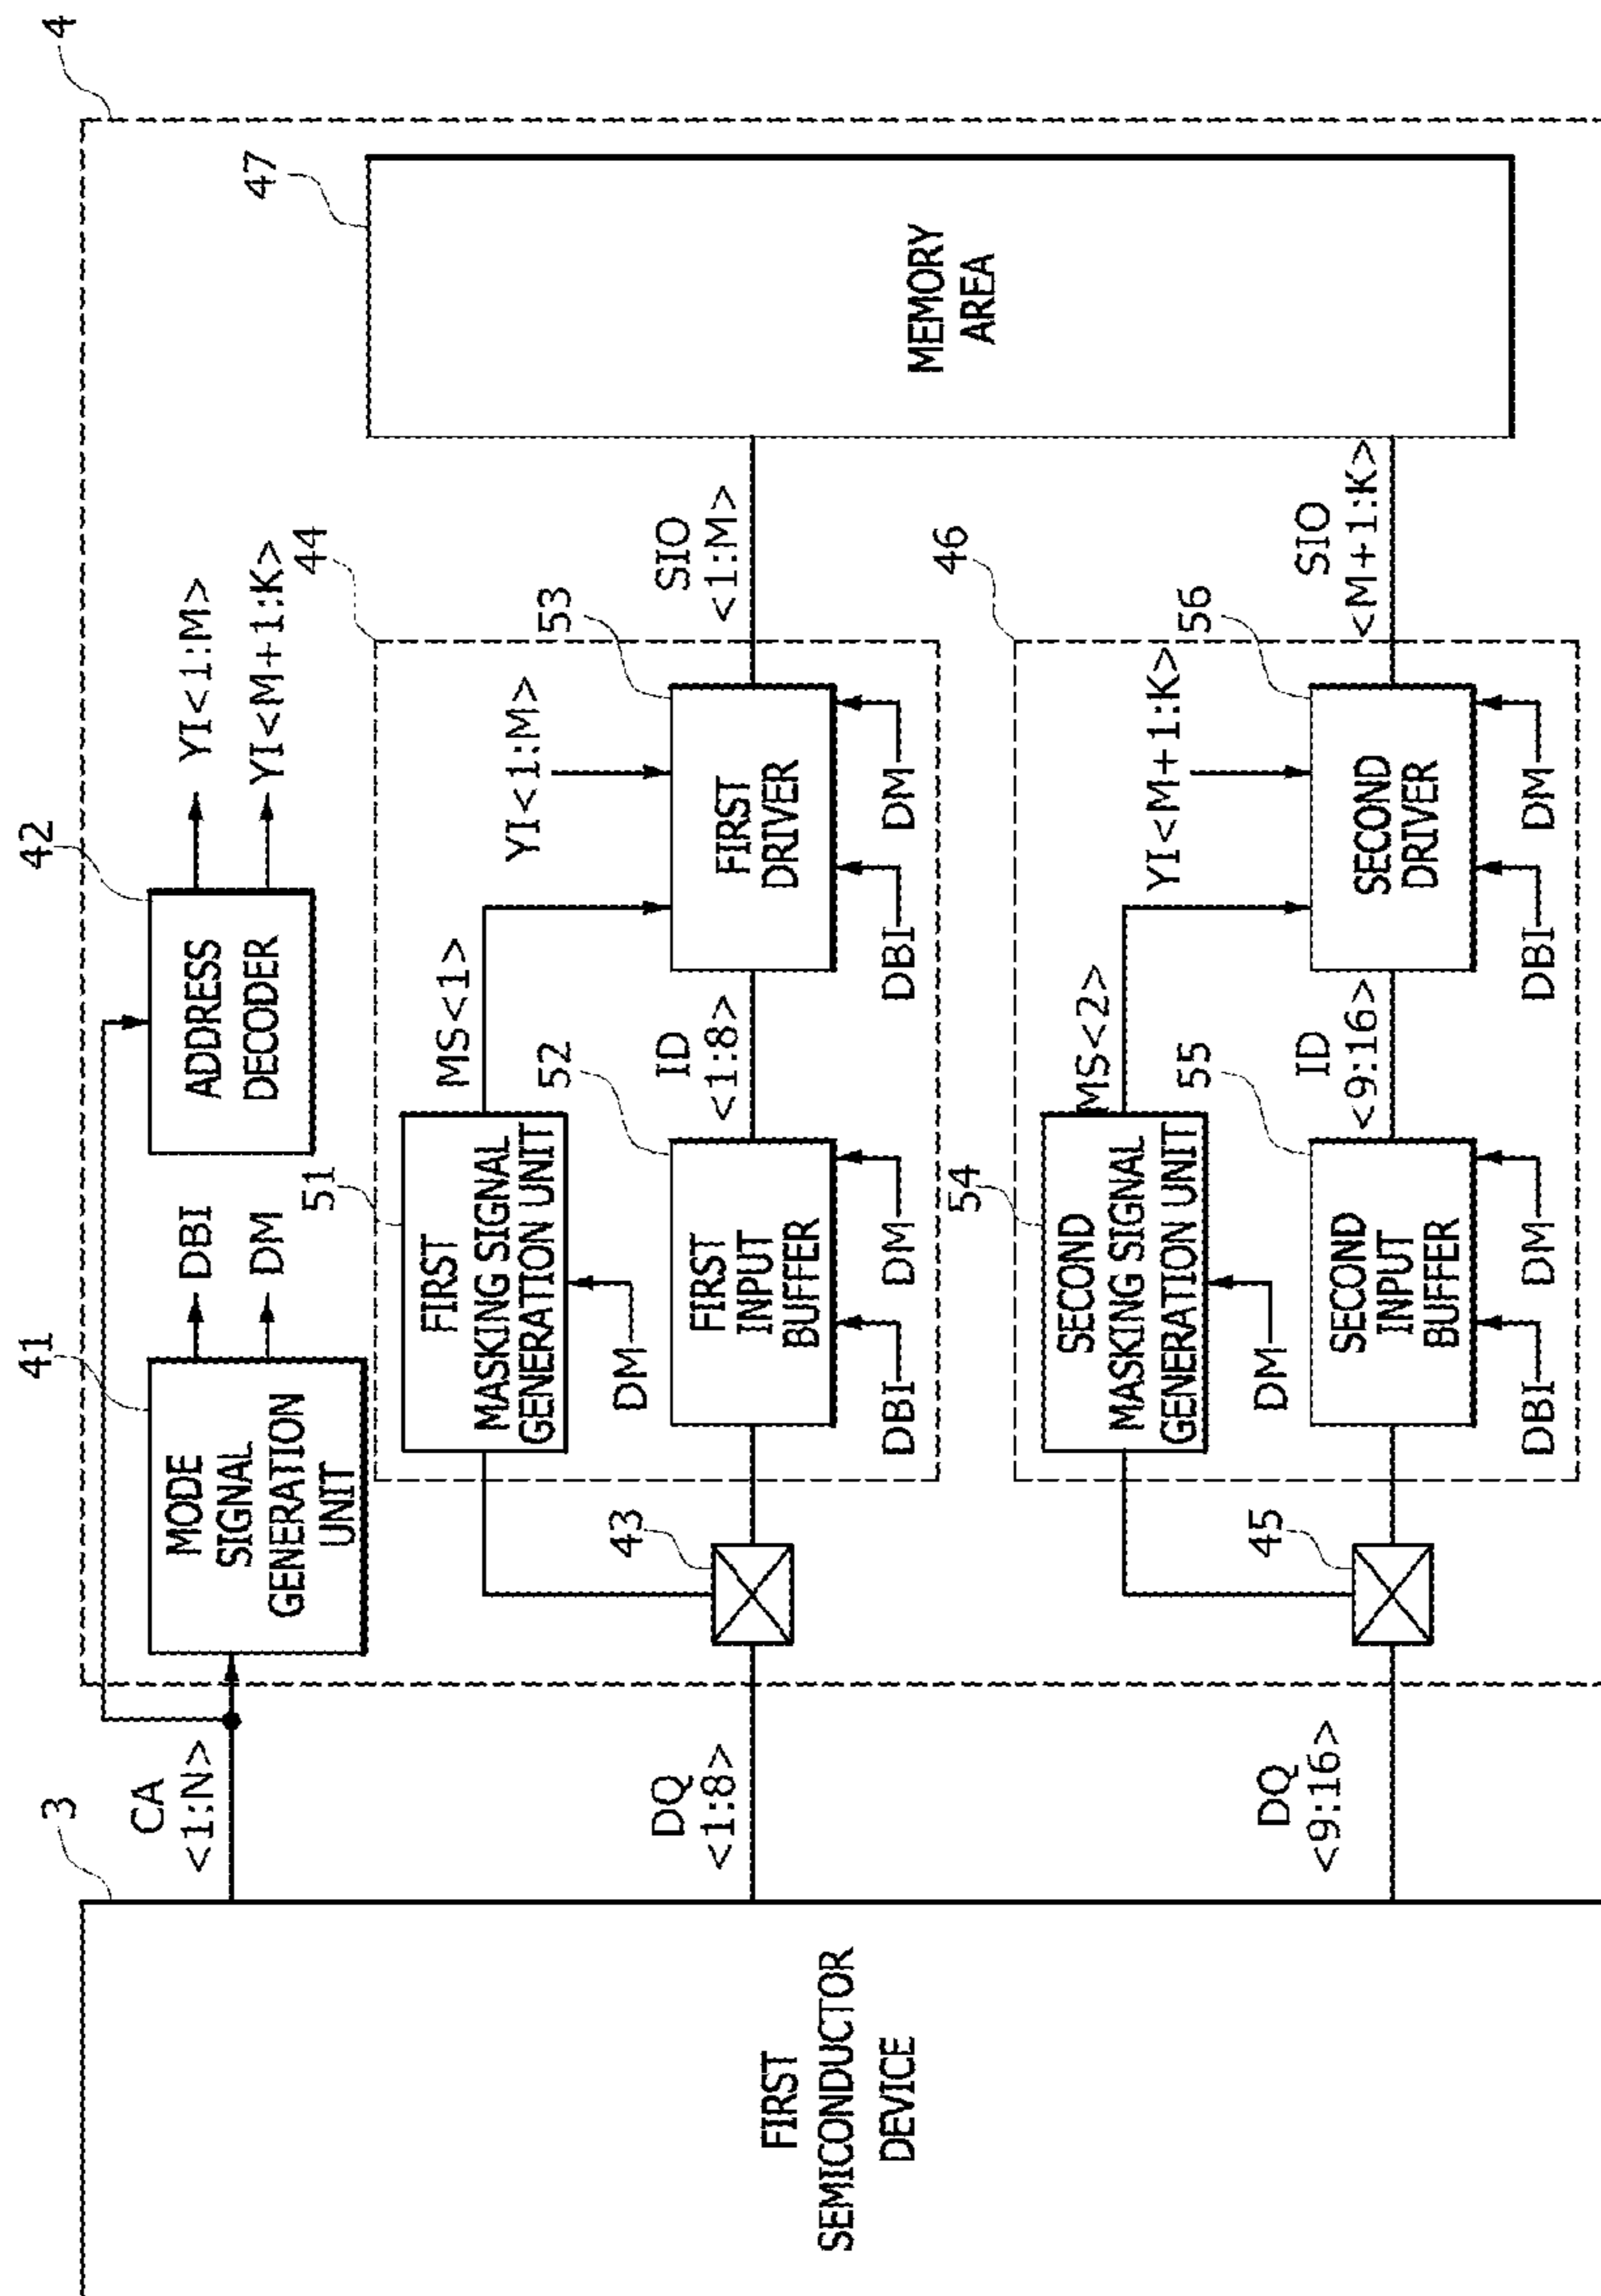 3
FIRST
SEMICONDUCTOR
DEVICE
CA
<1:N>
DQ
<1:8>
DQ
<9:16>
4
41
MODE
SIGNAL
GENERATION
UNIT
DBI
DM
42
ADDRESS
DECODER
YI<1:M>
YI<M+1:K>
43
44
51
FIRST
MASKING SIGNAL
GENERATION UNIT
DM
MS<1>
52
FIRST
INPUT
BUFFER
DBI
DM
ID
<1:8>
YI<1:M>
53
FIRST
DRIVER
DBI
DM
SIO
<1:M>
45
46
54
SECOND
MASKING SIGNAL
GENERATION UNIT
DM
MS<2>
55
SECOND
INPUT
BUFFER
DBI
DM
ID
<9:16>
YI<M+1:K>
56
SECOND
DRIVER
DBI
DM
SIO
<M+1:K>
47
MEMORY
AREA